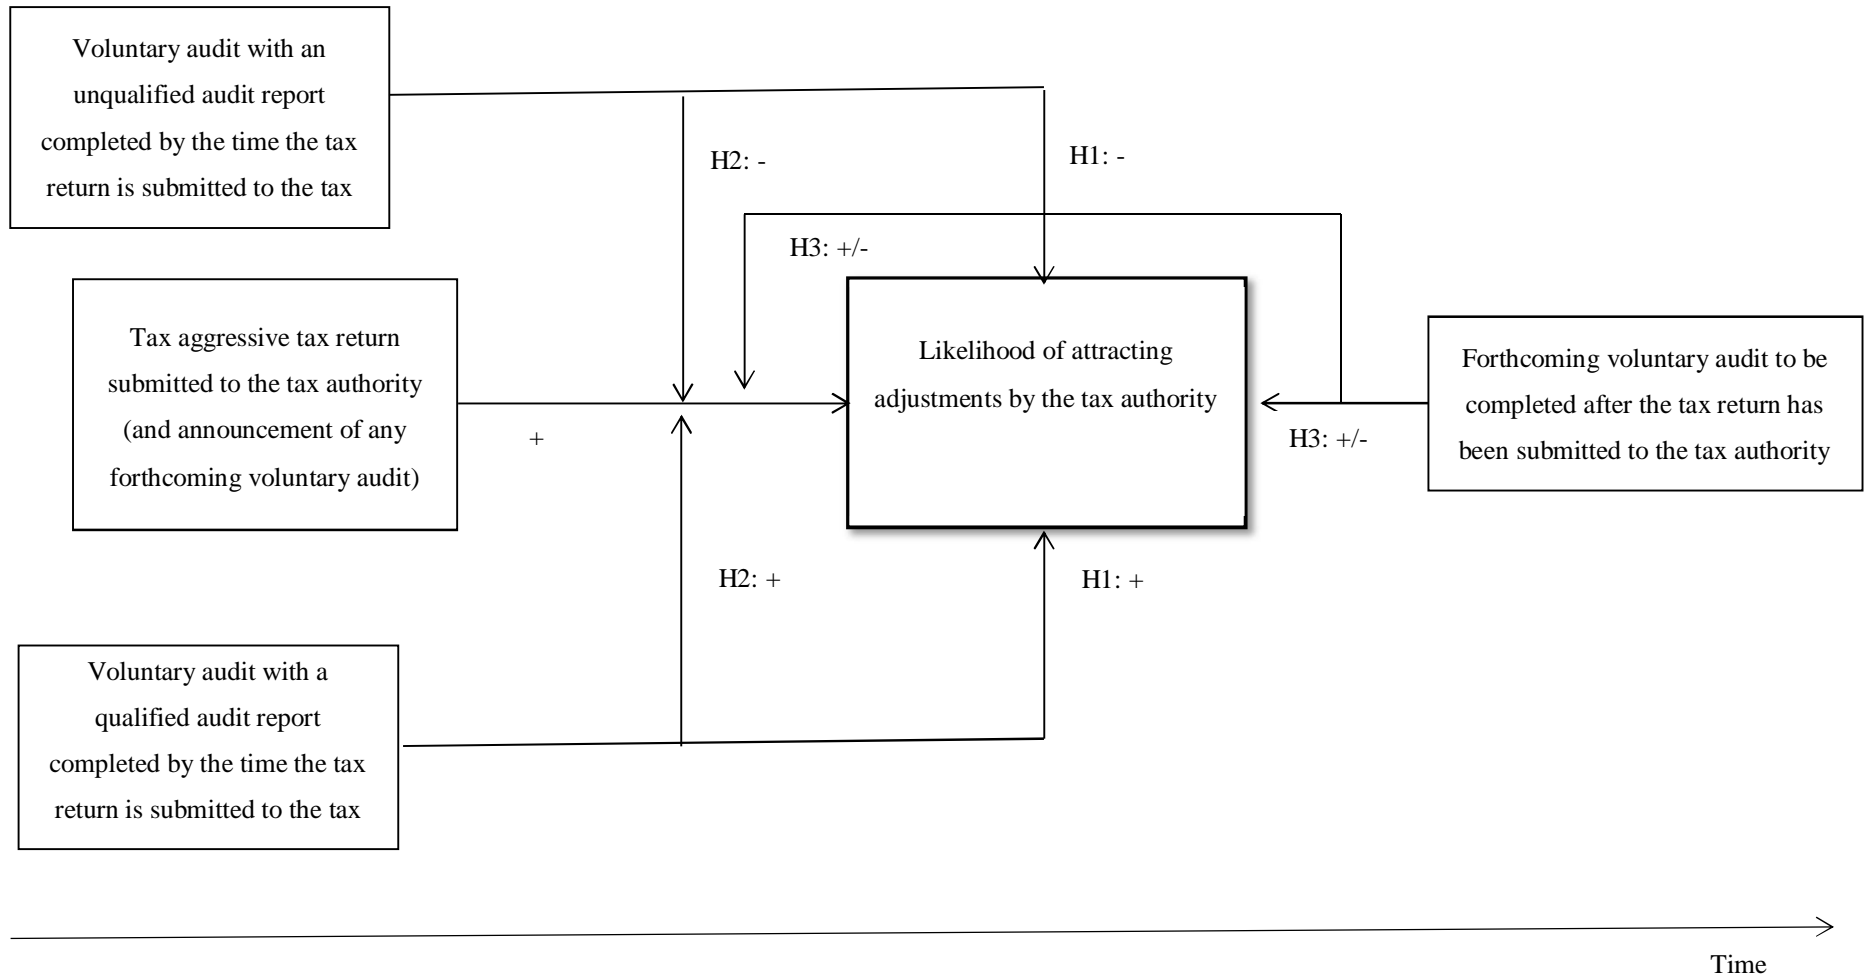 Voluntary audit with an
unqualified audit report
completed by the time the tax
return is submitted to the tax
H2: -
H1: -
H3: +/-
Tax aggressive tax return
submitted to the tax authority
(and announcement of any
forthcoming voluntary audit)
+
Likelihood of attracting
adjustments by the tax authority
H3: +/-
Forthcoming voluntary audit to be
completed after the tax return has
been submitted to the tax authority
H2: +
H1: +
Voluntary audit with a
qualified audit report
completed by the time the tax
return is submitted to the tax
Time